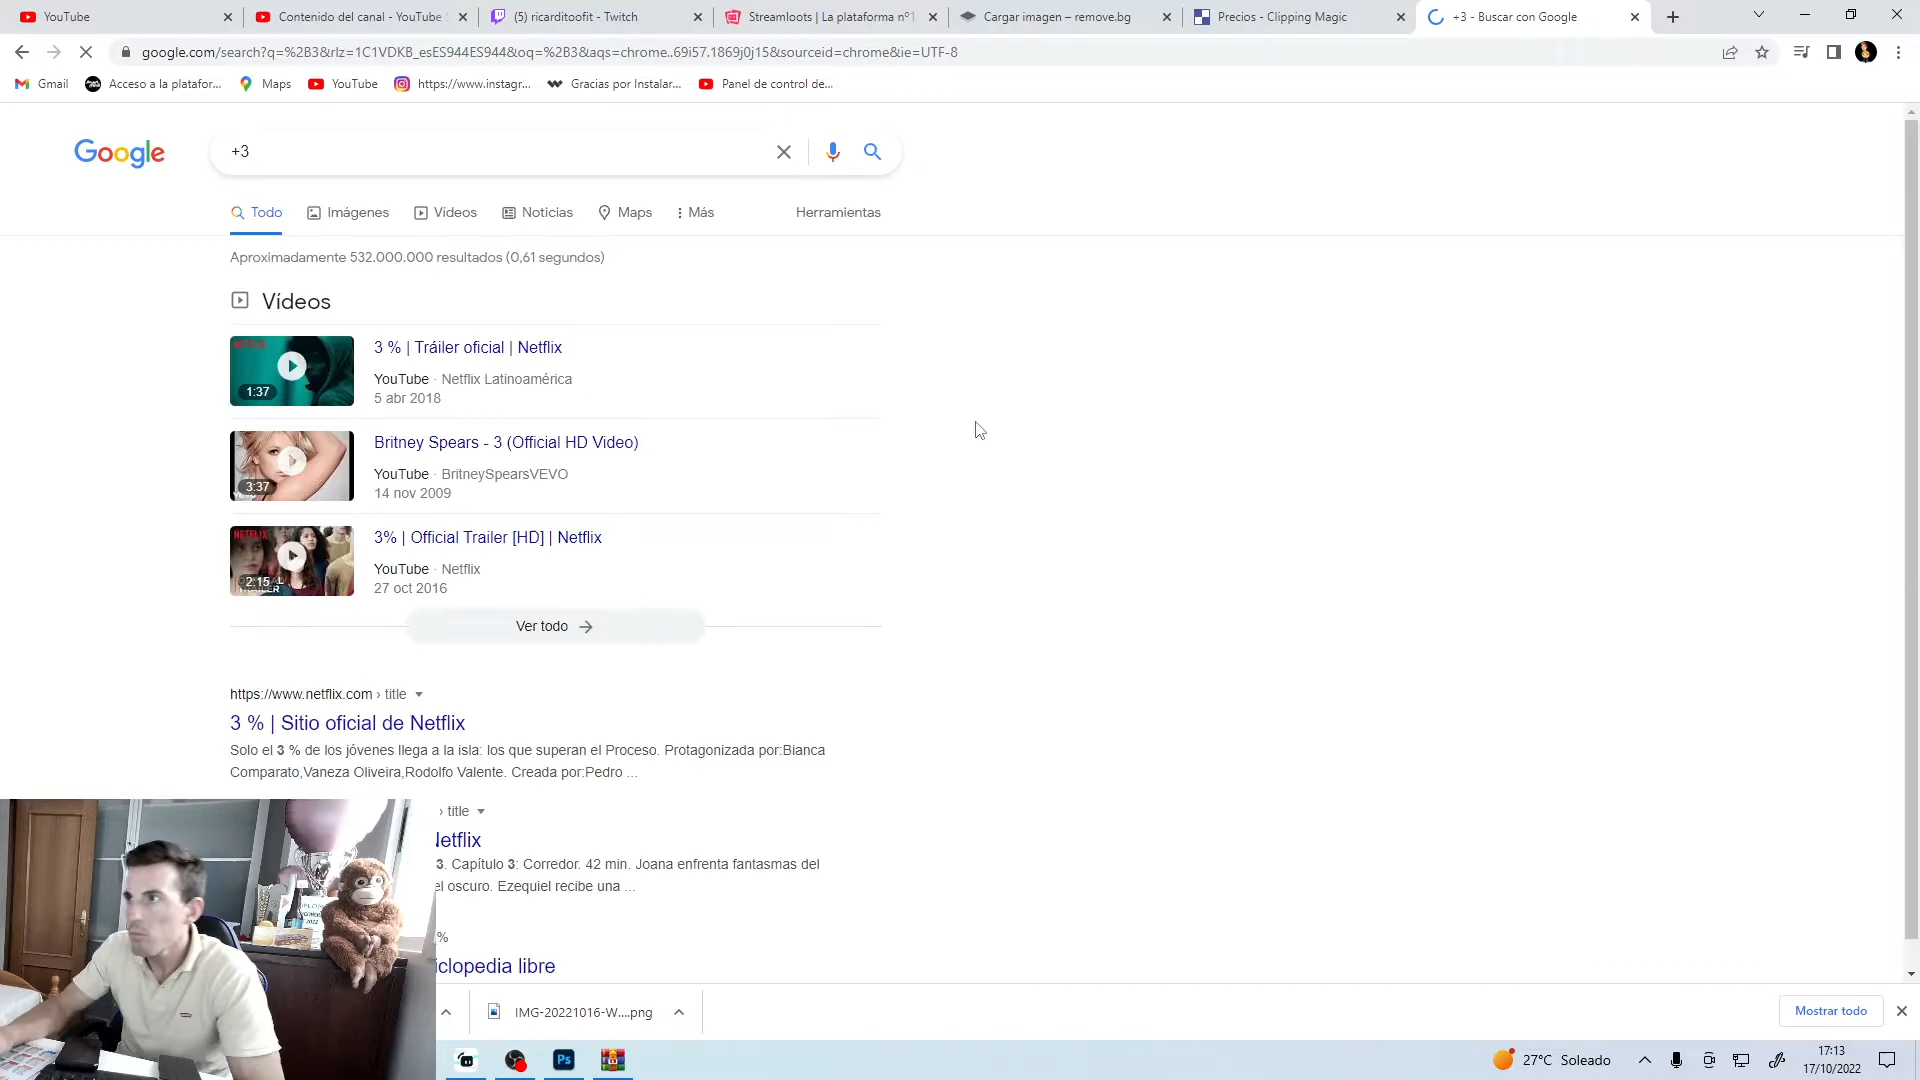 YouTube
Contenido del canal - YouTube
(5) ricarditoofit - Twitch
Streamloots | La plataforma nº1
Cargar imagen – remove.bg
Precios - Clipping Magic
+3 - Buscar con Google
google.com/search?q=%2B3&rlz=1C1VDKB_esES944ES944&oq=%2B3&aqs=chrome..69i57.1869j0j15&sourceid=chrome&ie=UTF-8
Gmail
Acceso a la platafor...
Maps
YouTube
https://www.instagr...
Gracias por Instalar...
Panel de control de...
Google
+3
Todo
Imágenes
Vídeos
Noticias
Maps
Más
Herramientas
Aproximadamente 532.000.000 resultados (0,61 segundos)
Vídeos
NETFLIX
1:37
3 % | Tráiler oficial | Netflix
YouTube · Netflix Latinoamérica
5 abr 2018
3:37
Britney Spears - 3 (Official HD Video)
YouTube · BritneySpearsVEVO
14 nov 2009
NETFLIX
2:15
3% | Official Trailer [HD] | Netflix
YouTube · Netflix
27 oct 2016
Ver todo
https://www.netflix.com › title
3 % | Sitio oficial de Netflix
Solo el 3 % de los jóvenes llega a la isla: los que superan el Proceso. Protagonizada por:Bianca
Comparato,Vaneza Oliveira,Rodolfo Valente. Creada por:Pedro ...
› title
Netflix
3. Capítulo 3: Corredor. 42 min. Joana enfrenta fantasmas del
el oscuro. Ezequiel recibe una ...
%
iclopedia libre
IMG-20221016-W....png
Mostrar todo
Ps
27°C Soleado
17:13
17/10/2022